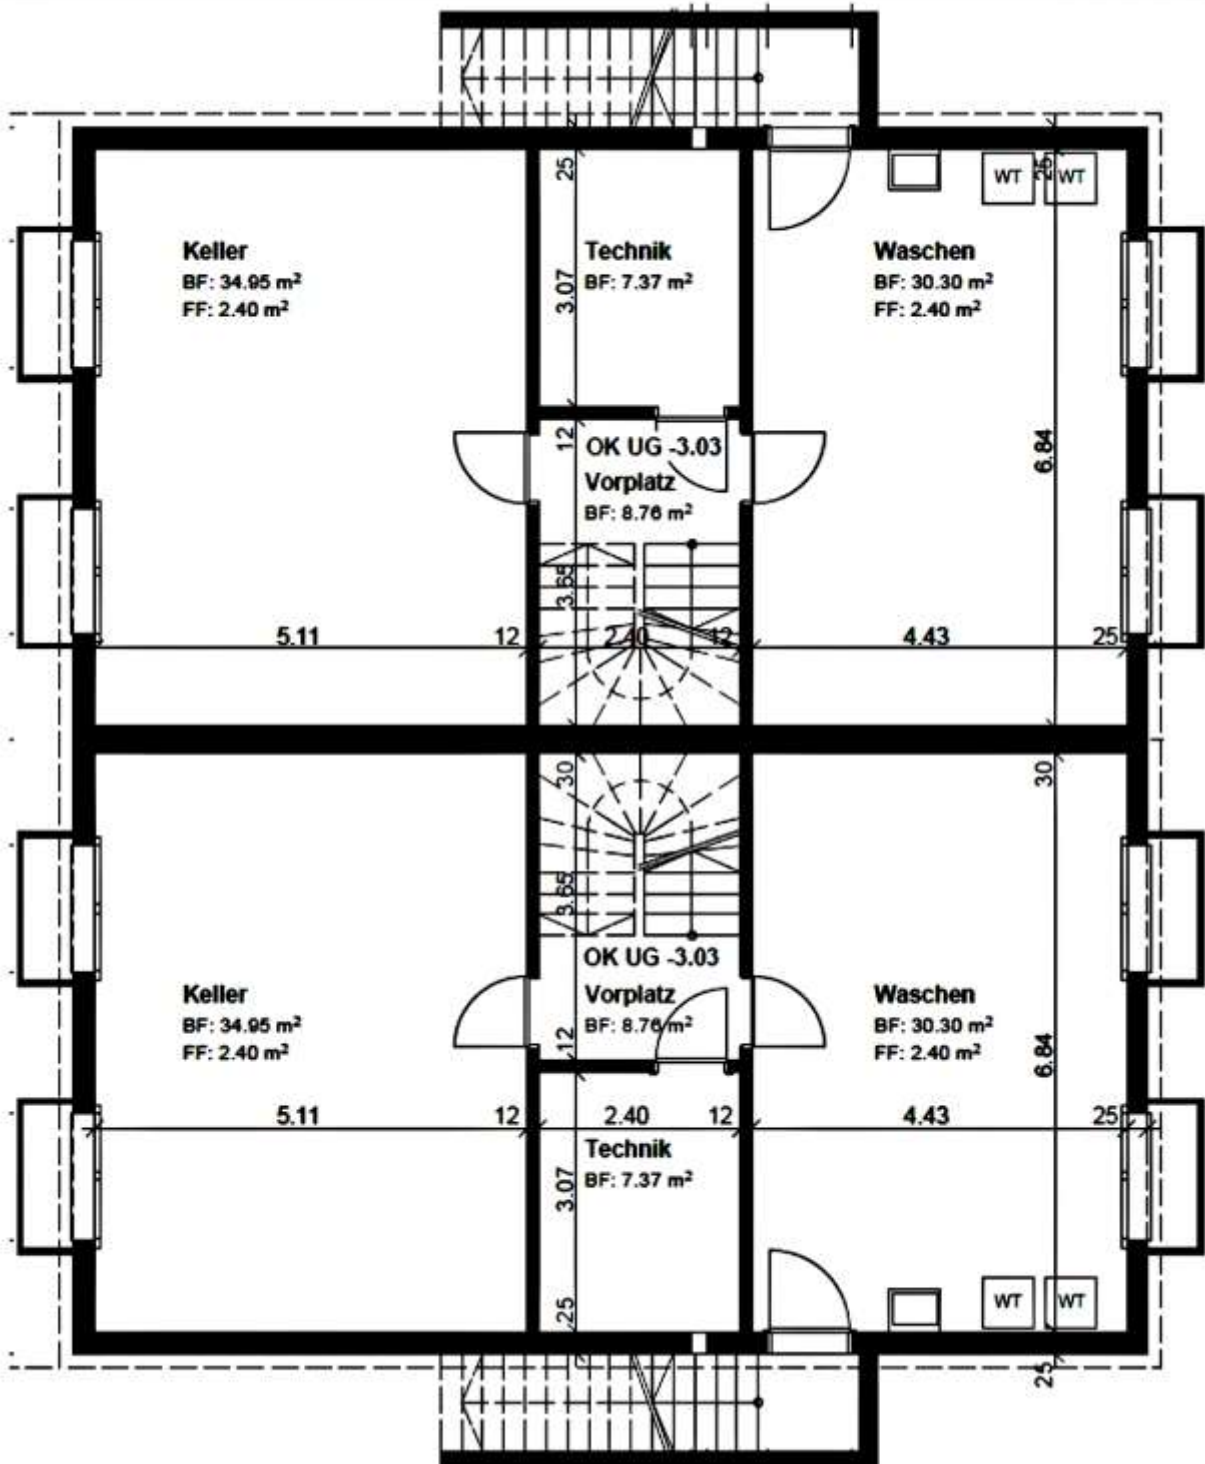 25
WT
25
WT
Keller
BF: 34.95 m²
FF: 2.40 m²
Technik
BF: 7.37 m²
3.07
Waschen
BF: 30.30 m²
FF: 2.40 m²
12
OK UG -3.03
Vorplatz
BF: 8.76 m²
6.84
3.65
5.11
12
2.40
12
4.43
25
30
30
3.65
OK UG -3.03
Keller
BF: 34.95 m²
FF: 2.40 m²
Vorplatz
BF: 8.76 m²
12
Waschen
BF: 30.30 m²
FF: 2.40 m²
6.84
5.11
12
2.40
12
4.43
25
Technik
BF: 7.37 m²
3.07
25
WT
WT
25